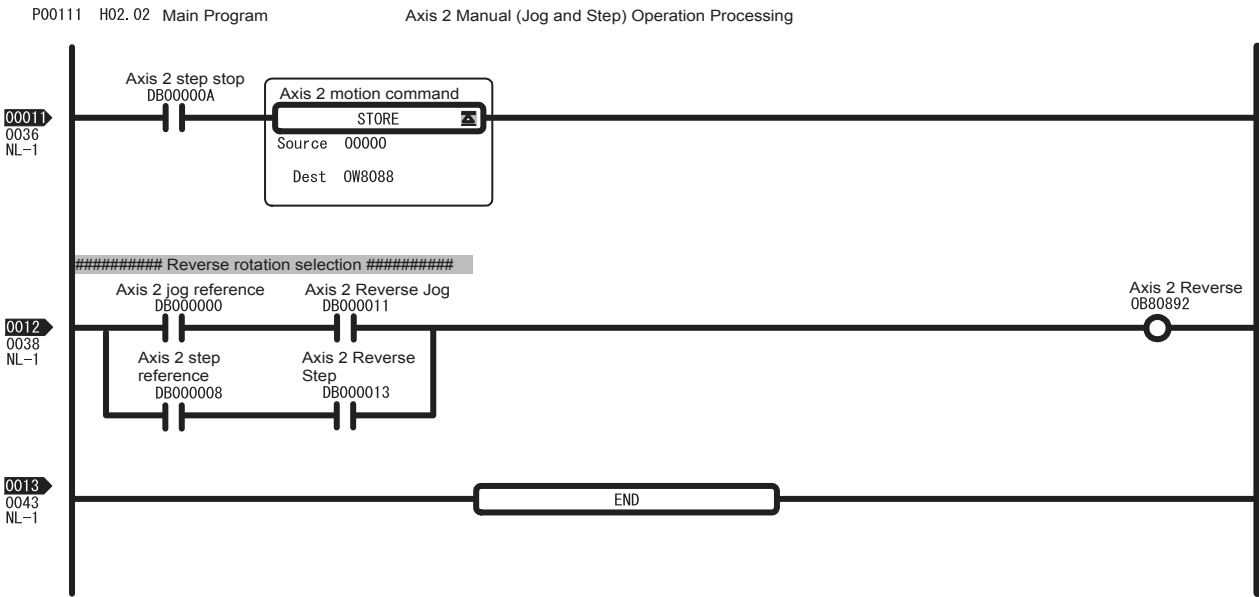 P00111 H02.02 Main Program Axis 2 Manual (Jog and Step) Operation Processing
Axis 2 step stop
DB00000A
Axis 2 motion command
STORE
Source 00000
Dest OW8088
00011
0036
NL-1
########## Reverse rotation selection ##########
Axis 2 jog reference
DB000000
Axis 2 Reverse Jog
DB000011
Axis 2 Reverse
OB80892
0012
0038
NL-1
Axis 2 step
reference
DB000008
Axis 2 Reverse
Step
DB000013
0013
0043
NL-1
END